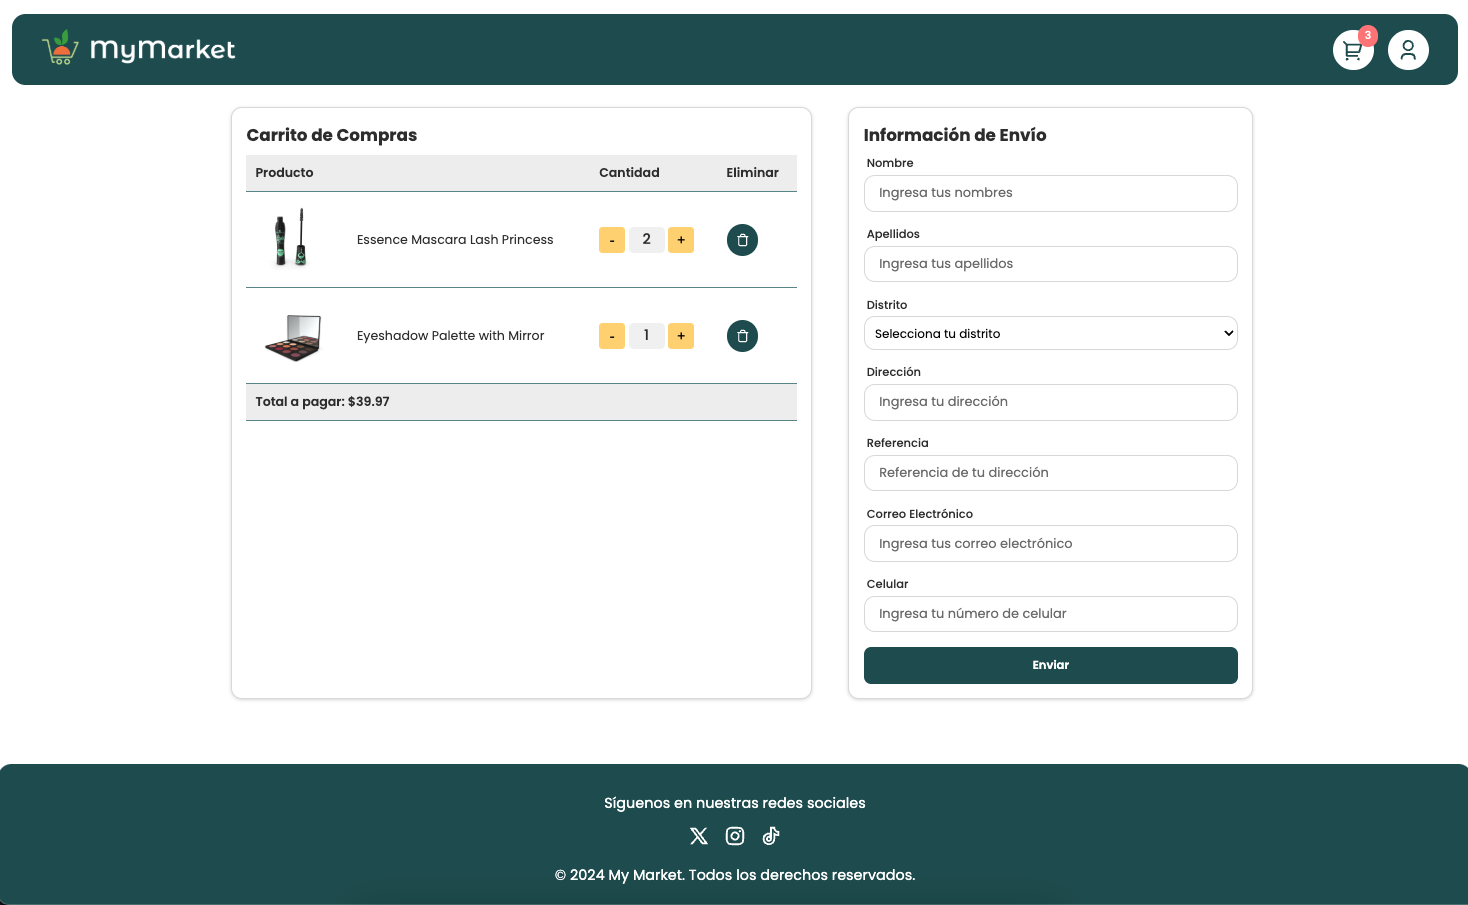 MyMarket
3
Carrito de Compras
Producto Cantidad Eliminar
Essence Mascara Lash Princess - 2 +
Eyeshadow Palette with Mirror - 1 +
Total a pagar: $39.97
Información de Envío
Nombre
Ingresa tus nombres
Apellidos
Ingresa tus apellidos
Distrito
Selecciona tu distrito
Dirección
Ingresa tu dirección
Referencia
Referencia de tu dirección
Correo Electrónico
Ingresa tus correo electrónico
Celular
Ingresa tu número de celular
Enviar
Síguenos en nuestras redes sociales
© 2024 My Market. Todos los derechos reservados.